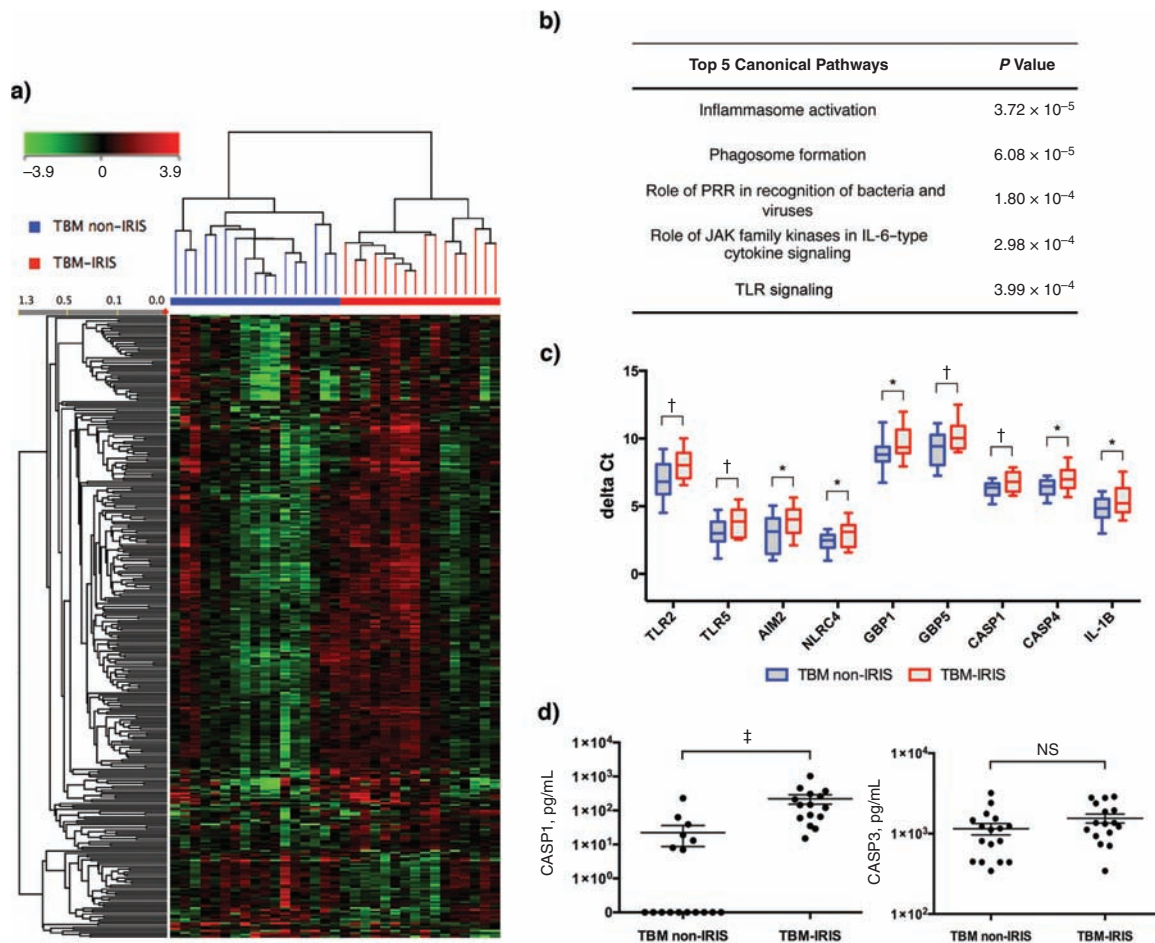 a)
−3.9 0 3.9
TBM non−IRIS
TBM−IRIS
1.3 0.5 0.1 0.0
b)
Top 5 Canonical Pathways P Value
Inflammasome activation 3.72 × 10−5
Phagosome formation 6.08 × 10−5
Role of PRR in recognition of bacteria and
viruses 1.80 × 10−4
Role of JAK family kinases in IL-6–type
cytokine signaling 2.98 × 10−4
TLR signaling 3.99 × 10−4
c)
delta Ct
15
10
5
0
† † * * * † † * *
TLR2 TLR5 AIM2 NLRC4 GBP1 GBP5 CASP1 CASP4 IL-1B
TBM non-IRIS TBM-IRIS
d)
CASP1, pg/mL
1×10⁴
1×10³
1×10²
1×10¹
1×10⁰
0
‡
TBM non-IRIS TBM-IRIS
CASP3, pg/mL
1×10⁴
1×10³
1×10²
NS
TBM non-IRIS TBM-IRIS